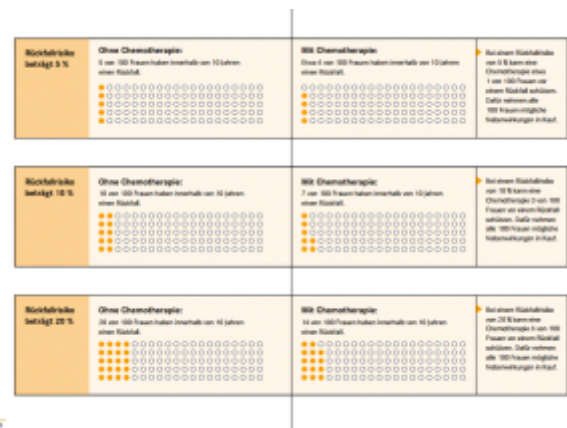 Rückfallrisiko
beträgt 5 %
Ohne Chemotherapie:
5 von 100 Frauen haben innerhalb von 10 Jahren
einen Rückfall.
Mit Chemotherapie:
Etwa 4 von 100 Frauen haben innerhalb von 10 Jahren
einen Rückfall.
Bei einem Rückfallrisiko
von 5 % kann eine
Chemotherapie etwa
1 von 100 Frauen vor
einem Rückfall schützen.
Dafür nehmen alle
100 Frauen mögliche
Nebenwirkungen in Kauf.
Rückfallrisiko
beträgt 10 %
Ohne Chemotherapie:
10 von 100 Frauen haben innerhalb von 10 Jahren
einen Rückfall.
Mit Chemotherapie:
7 von 100 Frauen haben innerhalb von 10 Jahren
einen Rückfall.
Bei einem Rückfallrisiko
von 10 % kann eine
Chemotherapie 3 von 100
Frauen vor einem Rückfall
schützen. Dafür nehmen
alle 100 Frauen mögliche
Nebenwirkungen in Kauf.
Rückfallrisiko
beträgt 20 %
Ohne Chemotherapie:
20 von 100 Frauen haben innerhalb von 10 Jahren
einen Rückfall.
Mit Chemotherapie:
14 von 100 Frauen haben innerhalb von 10 Jahren
einen Rückfall.
Bei einem Rückfallrisiko
von 20 % kann eine
Chemotherapie 6 von 100
Frauen vor einem Rückfall
schützen. Dafür nehmen
alle 100 Frauen mögliche
Nebenwirkungen in Kauf.